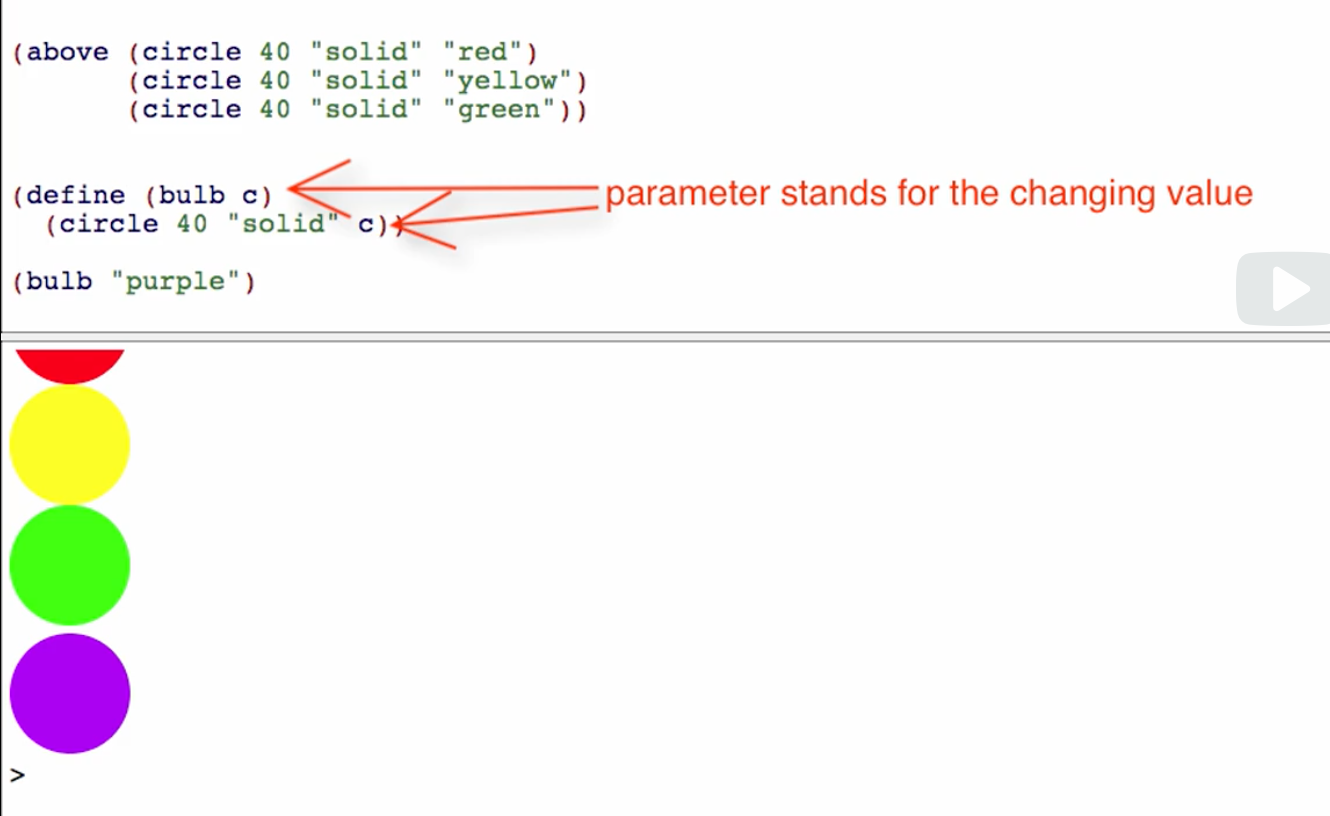 (above (circle 40 "solid" "red")
(circle 40 "solid" "yellow")
(circle 40 "solid" "green"))
(define (bulb c)
parameter stands for the changing value
(circle 40 "solid" c))
(bulb "purple")
>